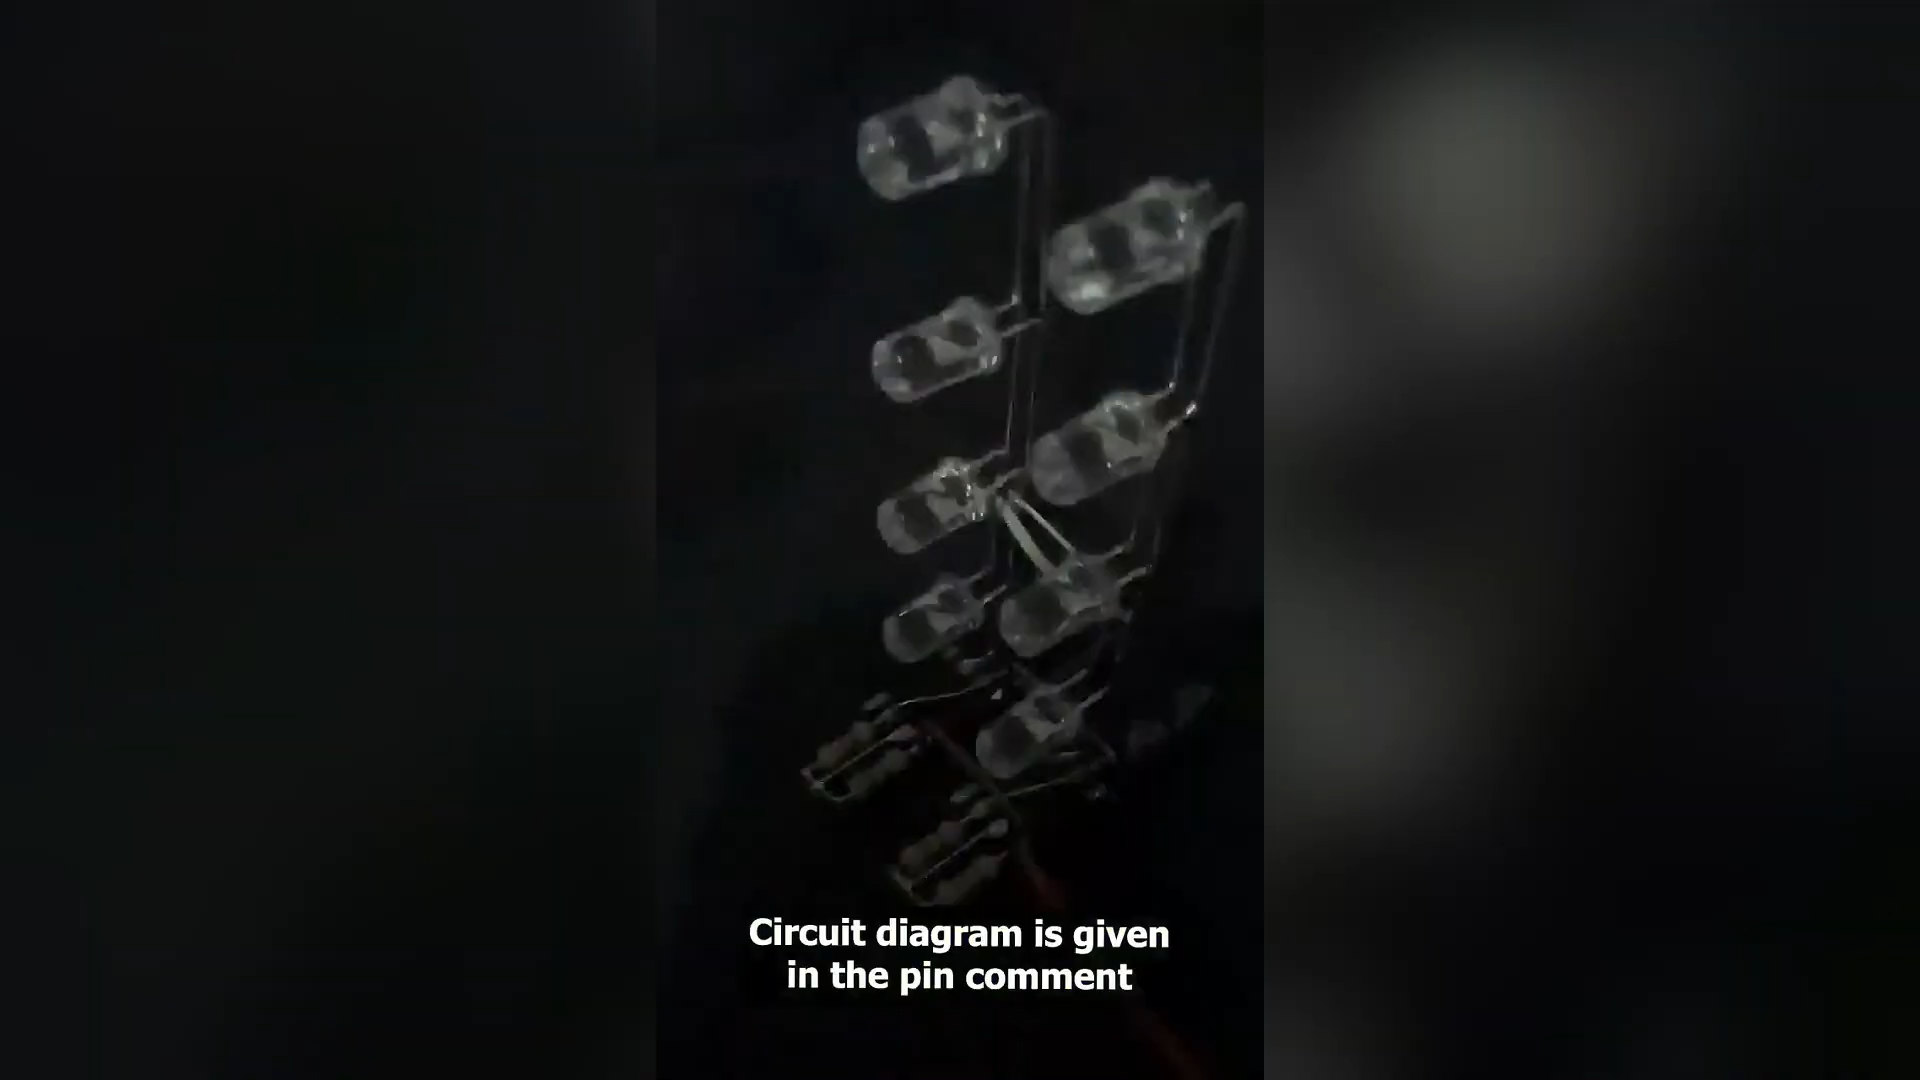 Circuit diagram is given
in the pin comment